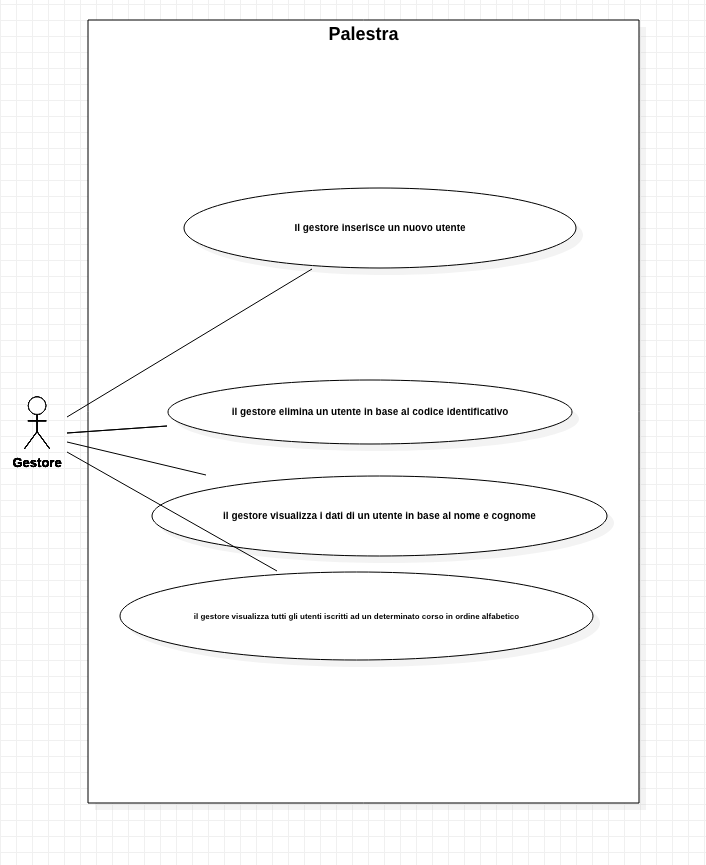 Palestra
Il gestore inserisce un nuovo utente
il gestore elimina un utente in base al codice identificativo
Gestore
il gestore visualizza i dati di un utente in base al nome e cognome
il gestore visualizza tutti gli utenti iscritti ad un determinato corso in ordine alfabetico